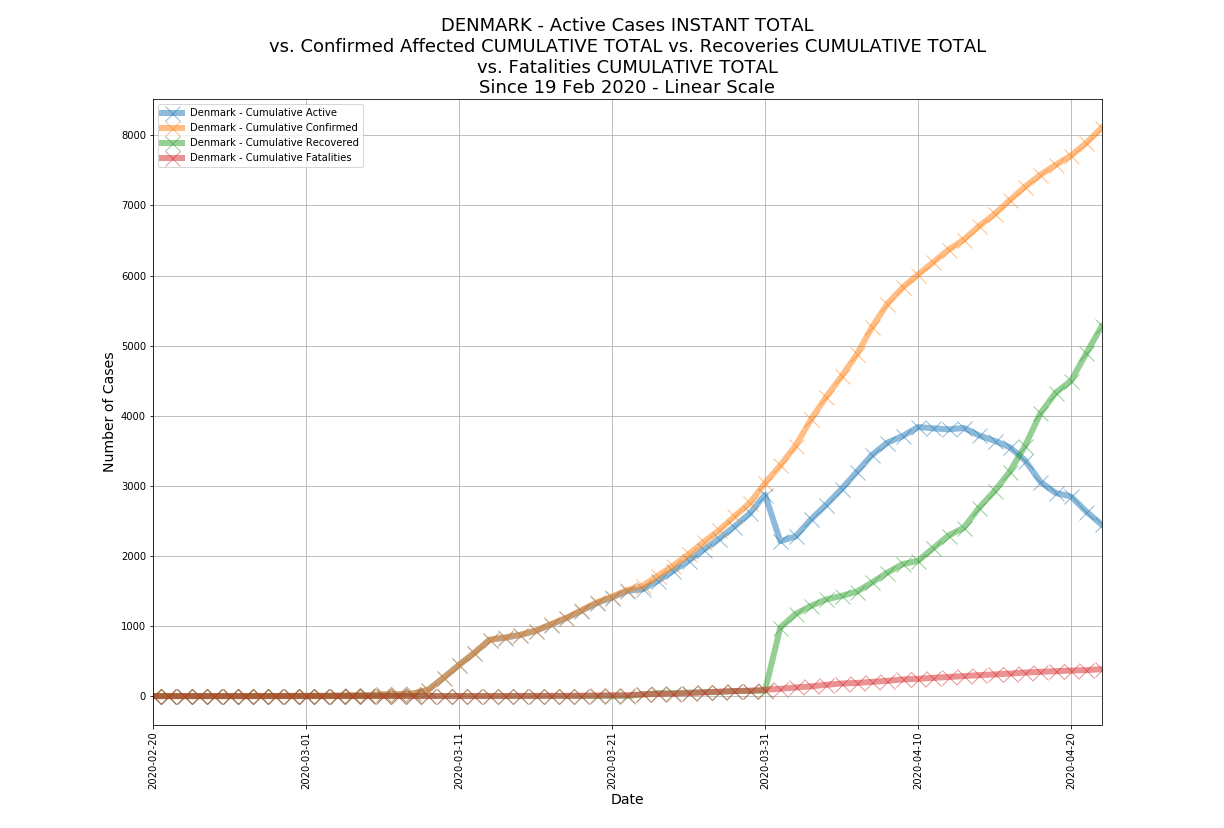 DENMARK - Active Cases INSTANT TOTAL
vs. Confirmed Affected CUMULATIVE TOTAL vs. Recoveries CUMULATIVE TOTAL
vs. Fatalities CUMULATIVE TOTAL
Since 19 Feb 2020 - Linear Scale
Denmark - Cumulative Active
Denmark - Cumulative Confirmed
Denmark - Cumulative Recovered
Denmark - Cumulative Fatalities
Number of Cases
8000
7000
6000
5000
4000
3000
2000
1000
0
2020-02-20
2020-03-01
2020-03-11
2020-03-21
2020-03-31
2020-04-10
2020-04-20
Date